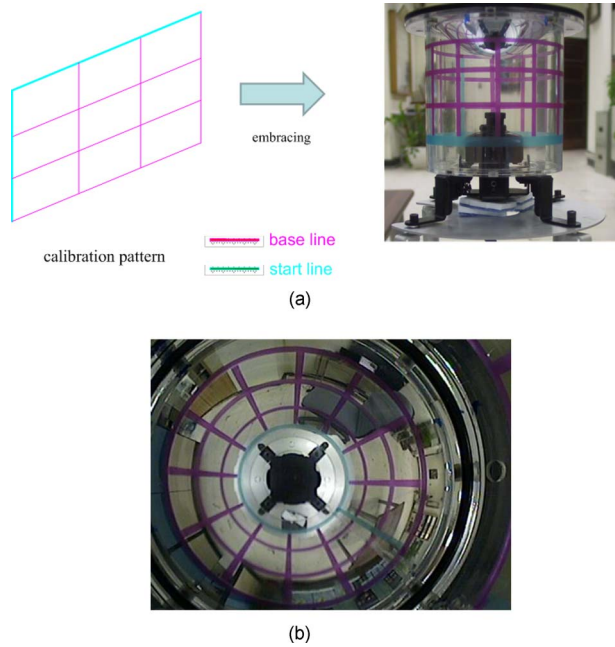 embracing
calibration pattern
base line
start line
(a)
(b)